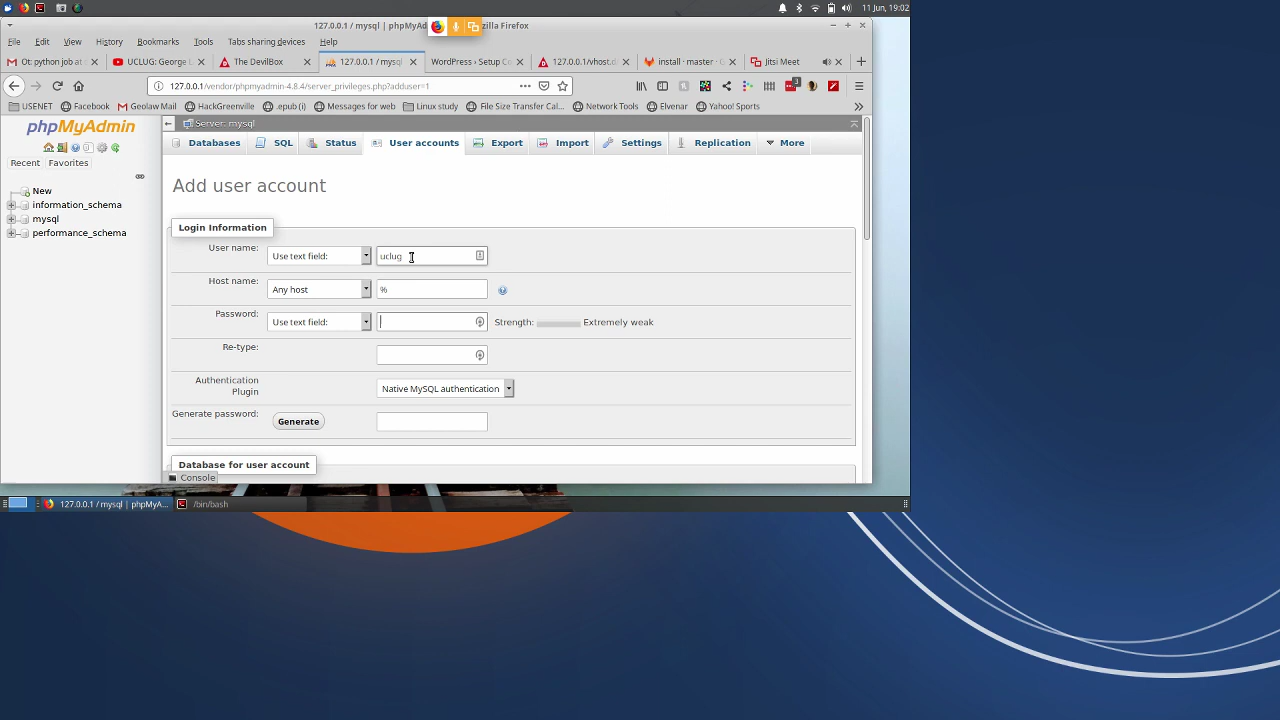 11 Jun, 19:02
127.0.0.1 / mysql | phpMyAd zilla Firefox
File Edit View History Bookmarks Tools Tabs sharing devices Help
Ot: python job at UCLUG: George The DevilBox 127.0.0.1 / mysql WordPress › Setup Co 127.0.0.1/vhost.d install · master · G Jitsi Meet
127.0.0.1/vendor/phpmyadmin-4.8.4/server_privileges.php?adduser=1
USENET Facebook Geolaw Mail HackGreenville .epub (i) Messages for web Linux study File Size Transfer Cal... Network Tools Elvenar Yahoo! Sports
phpMyAdmin
Recent Favorites
New
information_schema
mysql
performance_schema
Server: mysql
Databases SQL Status User accounts Export Import Settings Replication More
Add user account
Login Information
User name: Use text field: uclug
Host name: Any host %
Password: Use text field: Strength: Extremely weak
Re-type:
Authentication Plugin Native MySQL authentication
Generate password: Generate
Database for user account
Console
127.0.0.1 / mysql | phpMyA... /bin/bash